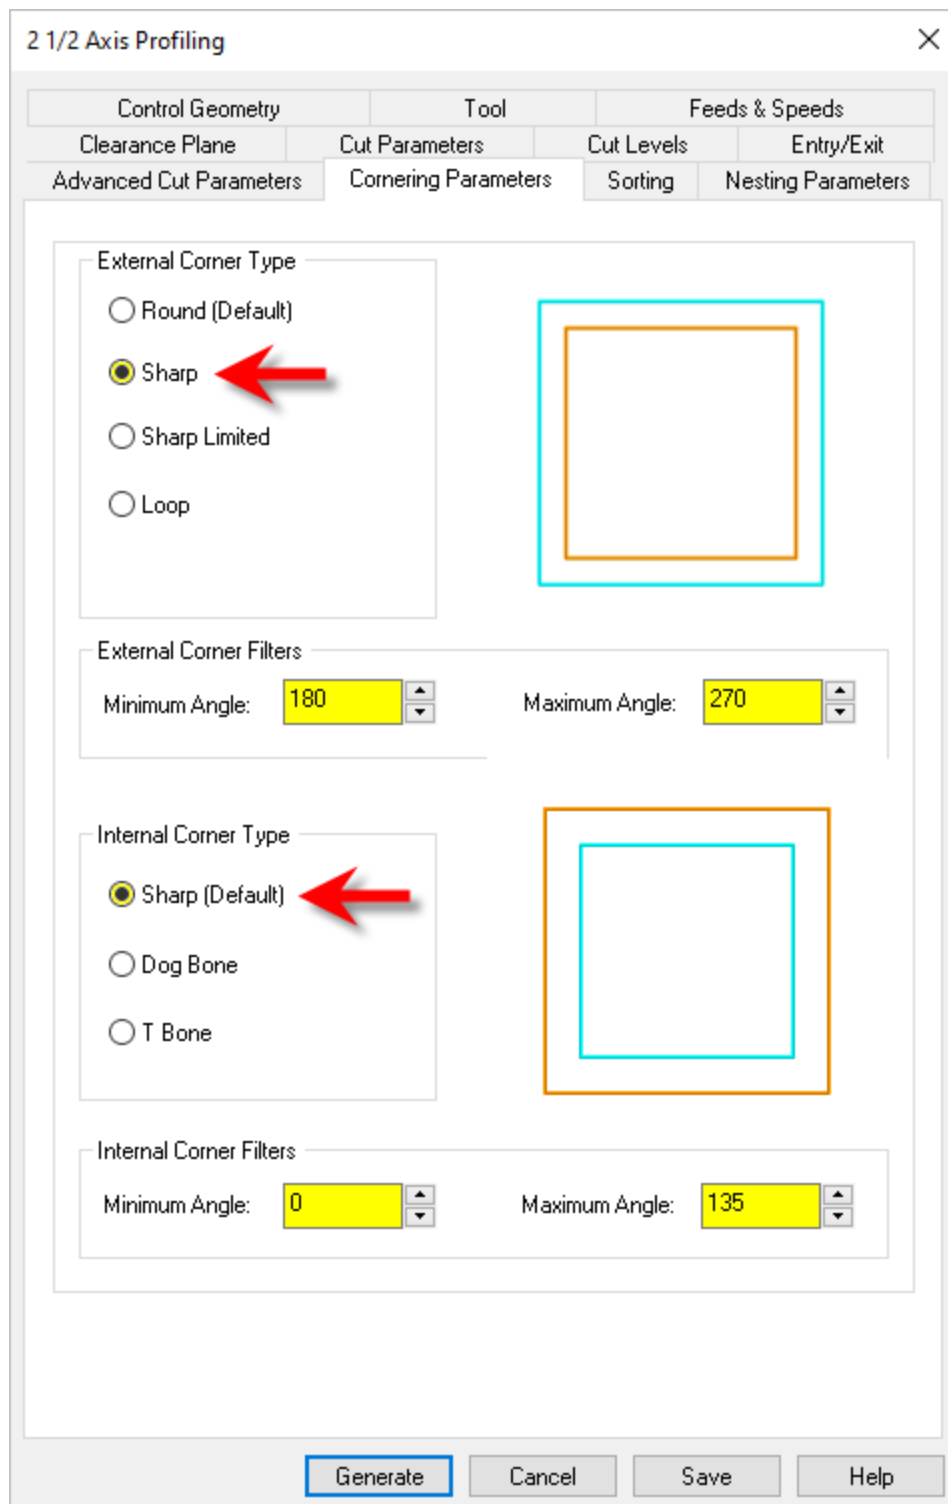 2 1/2 Axis Profiling
Control Geometry Tool Feeds & Speeds
Clearance Plane Cut Parameters Cut Levels Entry/Exit
Advanced Cut Parameters Cornering Parameters Sorting Nesting Parameters
External Corner Type
Round (Default)
Sharp
Sharp Limited
Loop
External Corner Filters
Minimum Angle: 180 Maximum Angle: 270
Internal Corner Type
Sharp (Default)
Dog Bone
T Bone
Internal Corner Filters
Minimum Angle: 0 Maximum Angle: 135
Generate Cancel Save Help